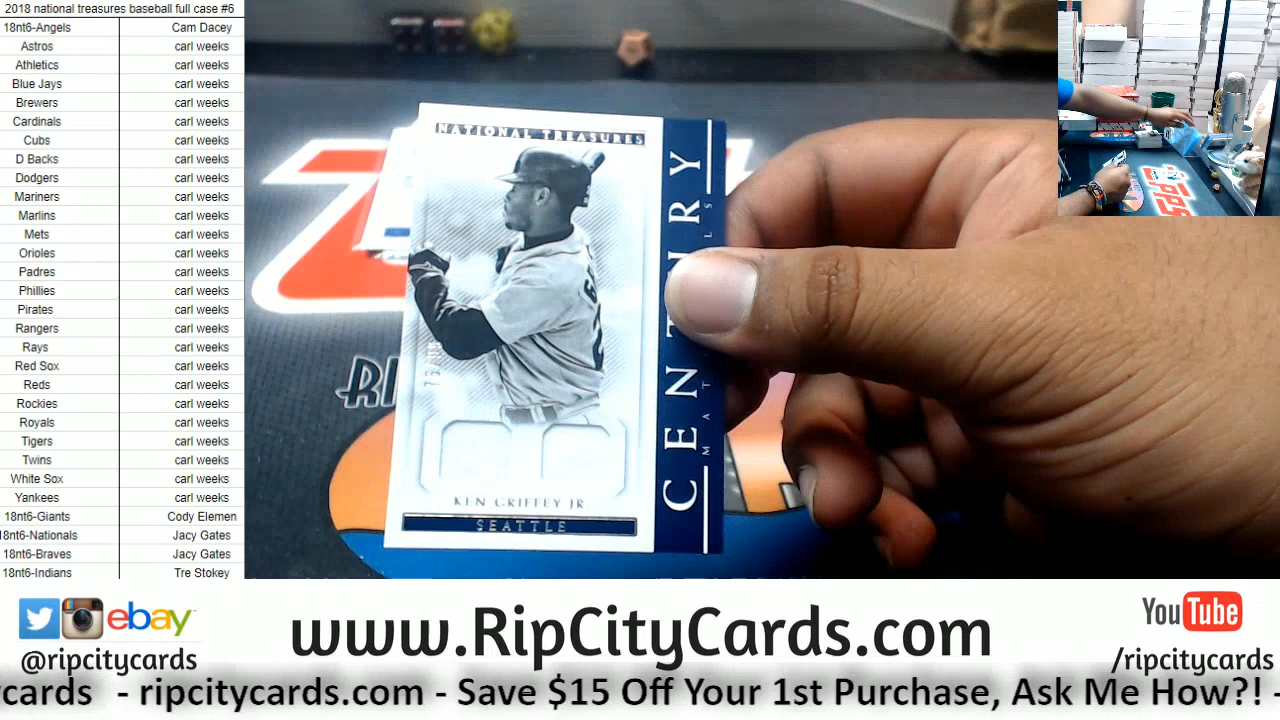 2018 national treasures baseball full case #6
18nt6-Angels Cam Dacey
Astros carl weeks
Athletics carl weeks
Blue Jays carl weeks
Brewers carl weeks
Cardinals carl weeks
Cubs carl weeks
D Backs carl weeks
Dodgers carl weeks
Mariners carl weeks
Marlins carl weeks
Mets carl weeks
Orioles carl weeks
Padres carl weeks
Phillies carl weeks
Pirates carl weeks
Rangers carl weeks
Rays carl weeks
Red Sox carl weeks
Reds carl weeks
Rockies carl weeks
Royals carl weeks
Tigers carl weeks
Twins carl weeks
White Sox carl weeks
Yankees carl weeks
18nt6-Giants Cody Elemen
18nt6-Nationals Jacy Gates
18nt6-Braves Jacy Gates
18nt6-Indians Tre Stokey
NATIONAL TREASURES
KEN GRIFFEY JR
SEATTLE
ebay
@ripcitycards
www.RipCityCards.com
YouTube
/ripcitycards
cards - ripcitycards.com - Save $15 Off Your 1st Purchase, Ask Me How?! -